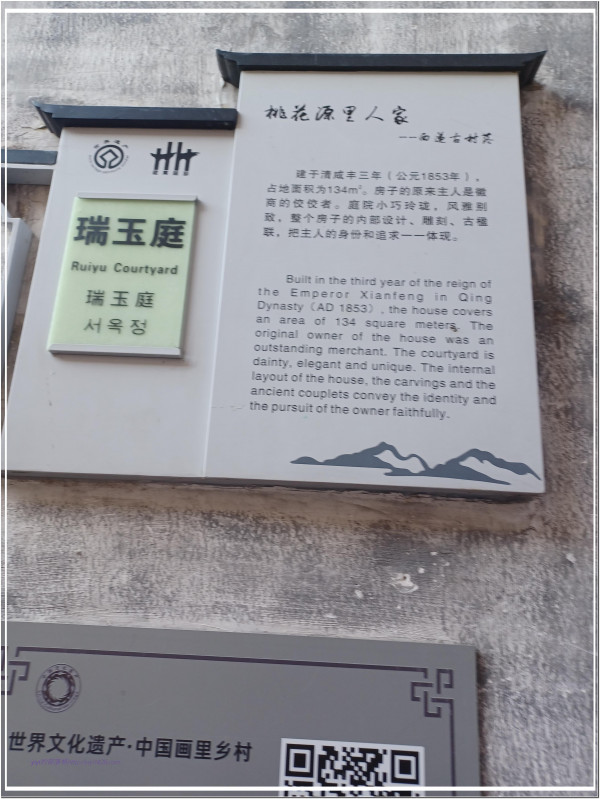 瑞玉庭
Ruiyu Courtyard
瑞玉庭
서옥정
桃花源里人家
---西递古村落
建于清咸丰三年（公元1853年），
占地面积为134m²。房子的原来主人是徽
商的佼佼者。庭院小巧玲珑，风雅别
致，整个房子的内部设计、雕刻、古楹
联，把主人的身份和追求一一体现。
Built in the third year of the reign of
the Emperor Xianfeng in Qing
Dynasty（AD 1853）, the house covers
an area of 134 square meters. The
original owner of the house was an
outstanding merchant. The courtyard is
dainty, elegant and unique. The internal
layout of the house, the carvings and the
ancient couplets convey the identity and
the pursuit of the owner faithfully.
世界文化遗产·中国画里乡村